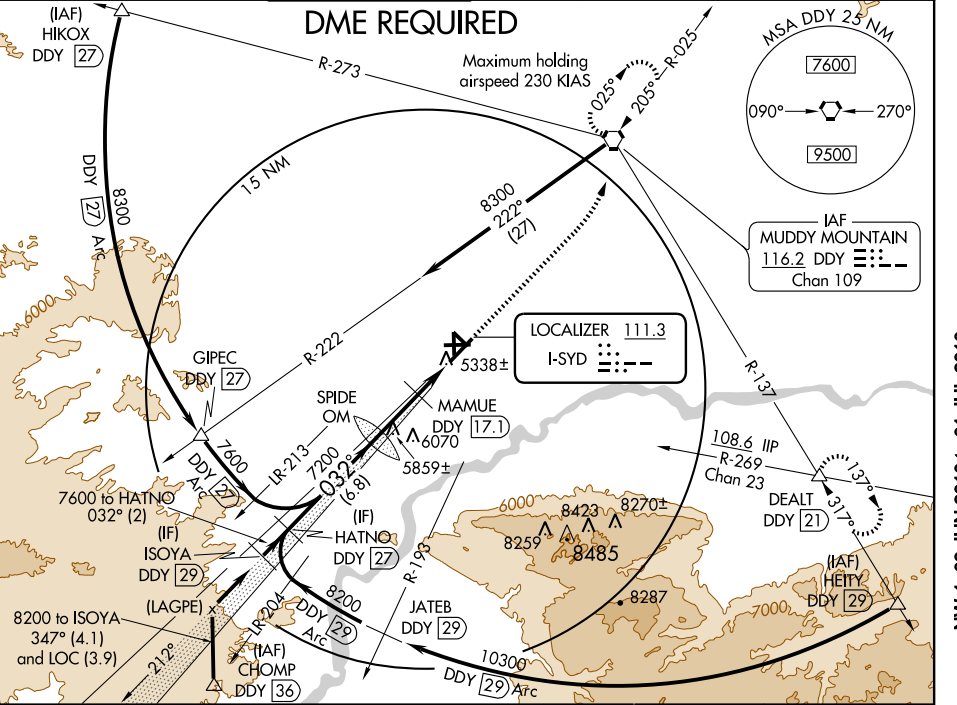 DME REQUIRED
(IAF)
HIKOX
DDY 27
R-273
Maximum holding
airspeed 230 KIAS
025°
205°
R-025
MSA DDY 25 NM
7600
090°
270°
9500
15 NM
DDY 27 Arc
8300
8300
222°
(27)
IAF
MUDDY MOUNTAIN
116.2 DDY
Chan 109
6000
R-222
LOCALIZER 111.3
I-SYD
5338±
GIPEC
DDY 27
R-137
SPIDE
OM
MAMUE
DDY 17.1
6070
5859±
LR-213
7200
032°
(6.8)
7600
DDY 27
Arc
108.6 IIP
R-269
Chan 23
137°
317°
DEALT
DDY 21
7600 to HATNO
032° (2)
6000
8423
8270±
8259
8485
(IF)
ISOYA
DDY 29
(IF)
HATNO
DDY 27
R-193
(IAF)
HEITY
DDY 29
8287
7000
(LAGPE)
LR-204
8200
DDY 29
Arc
JATEB
DDY 29
8200 to ISOYA
347° (4.1)
and LOC (3.9)
212°
(IAF)
CHOMP
DDY 36
10300
DDY 29 Arc